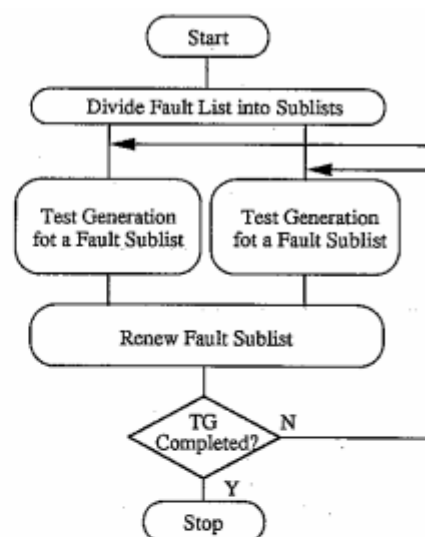 Start
Divide Fault List into Sublists
Test Generation
fot a Fault Sublist
Test Generation
fot a Fault Sublist
Renew Fault Sublist
TG
Completed?
N
Y
Stop